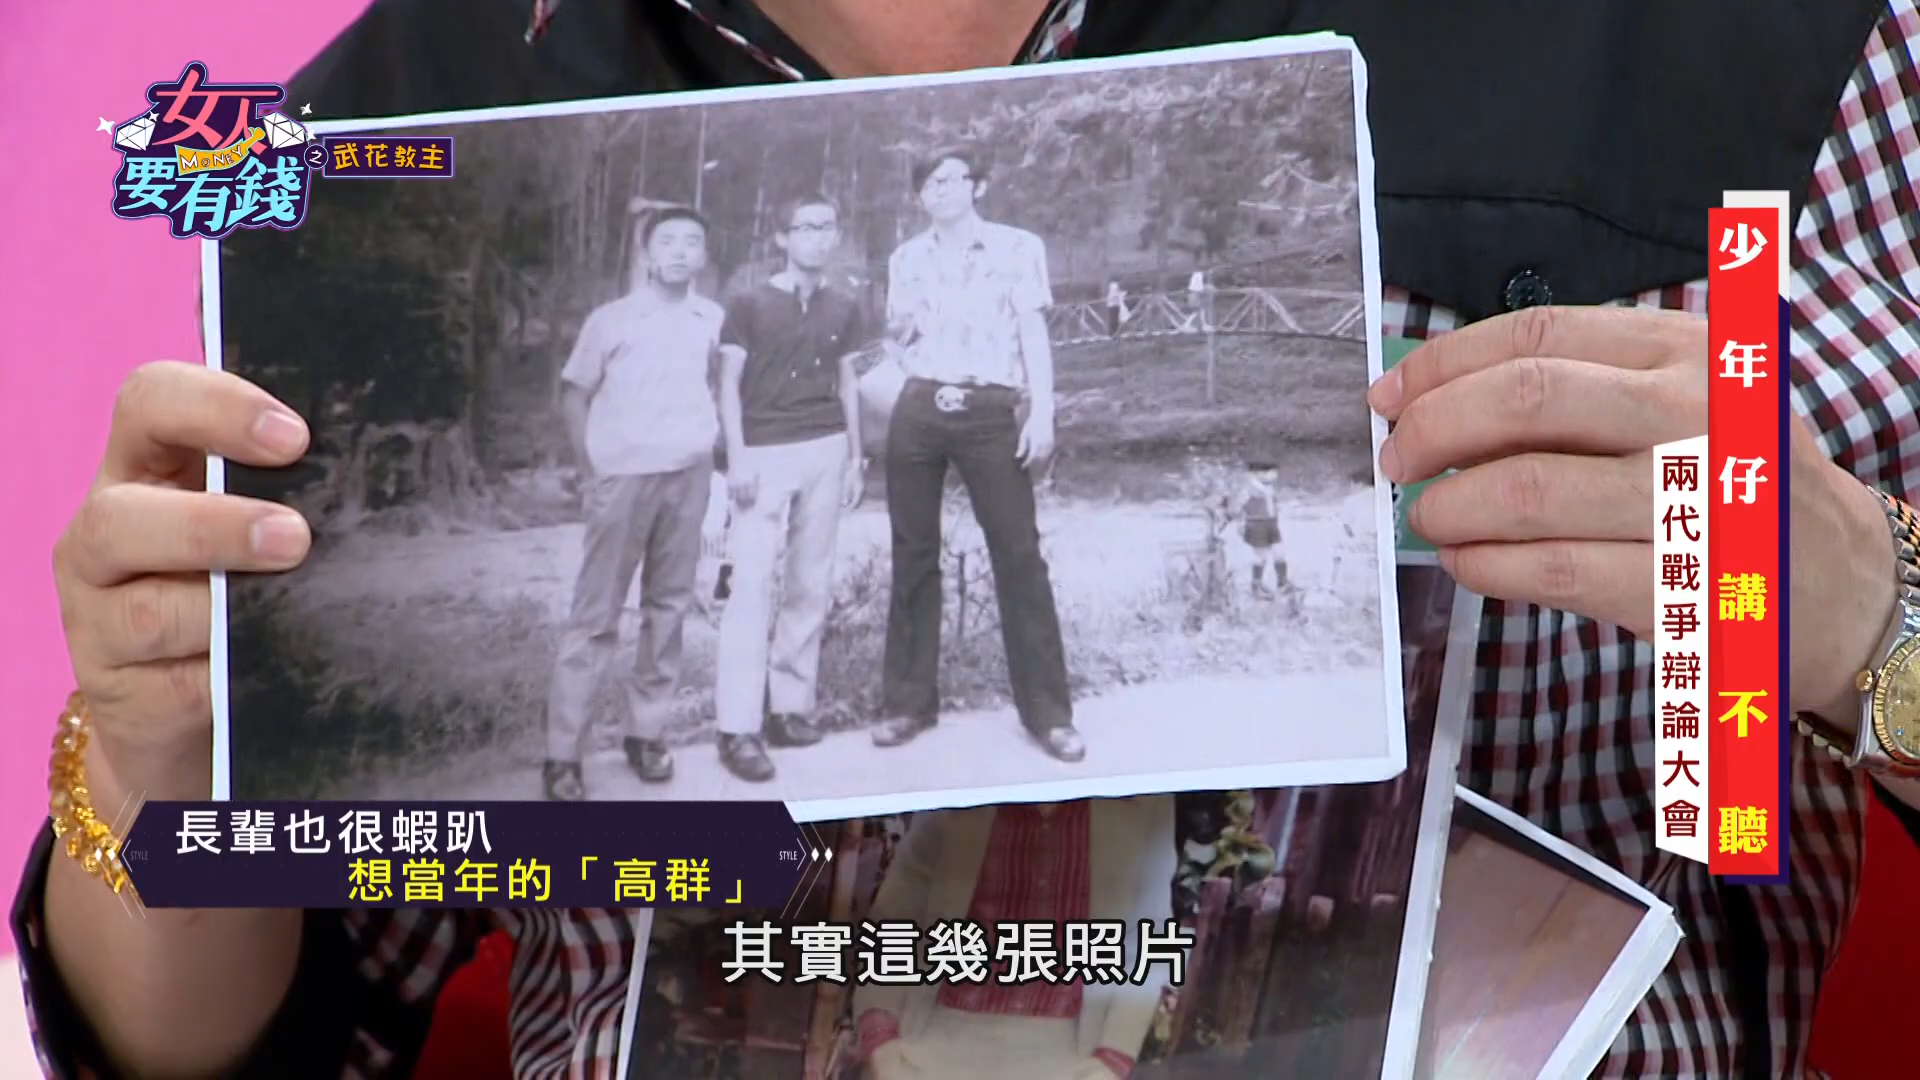 女人
MONEY
要有錢
之
武花教主
少年仔講不聽
兩代戰爭辯論大會
長輩也很蝦趴
想當年的「高群」
STYLE
STYLE
其實這幾張照片